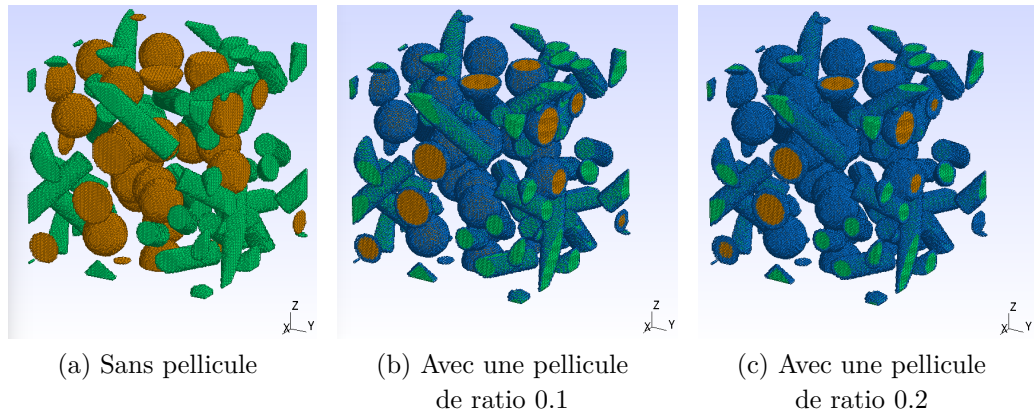 Z
X Y
Z
X Y
Z
X Y
(a) Sans pellicule
(b) Avec une pellicule
de ratio 0.1
(c) Avec une pellicule
de ratio 0.2